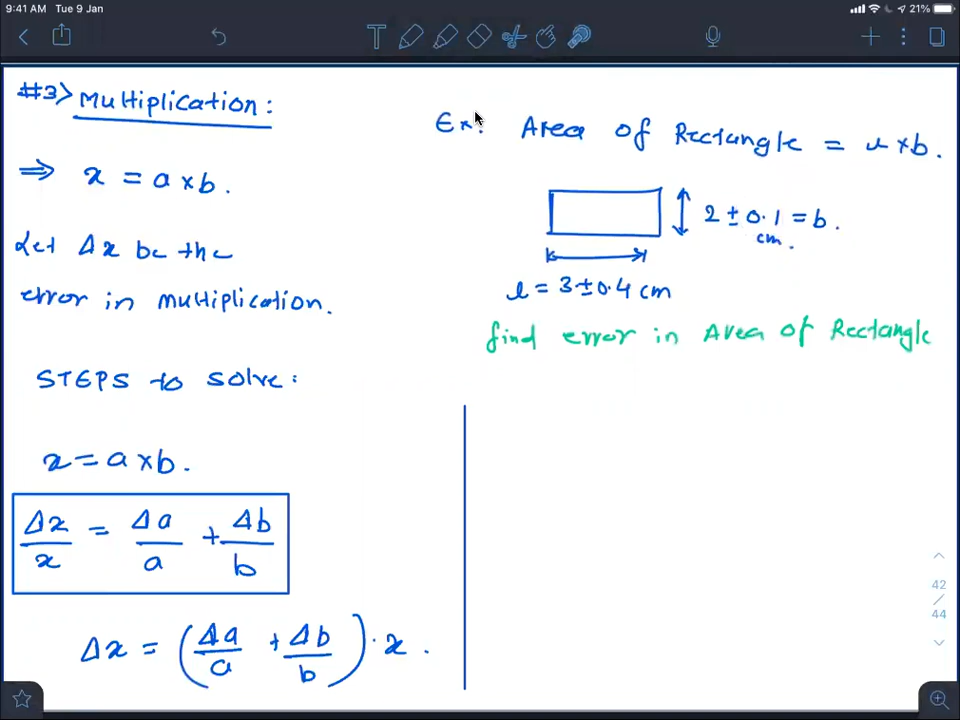 9:41 AM Tue 9 Jan
21%
#3> Multiplication:
⇒ x = a × b.
Let Δx be the
error in multiplication.
STEPS to solve:
x = a × b.
Δx/x = Δa/a + Δb/b
Δx = (Δa/a + Δb/b) · x.
Ex: Area of Rectangle = l × b.
2 ± 0.1 = b.
cm.
l = 3 ± 0.4 cm
find error in Area of Rectangle
42
/
44